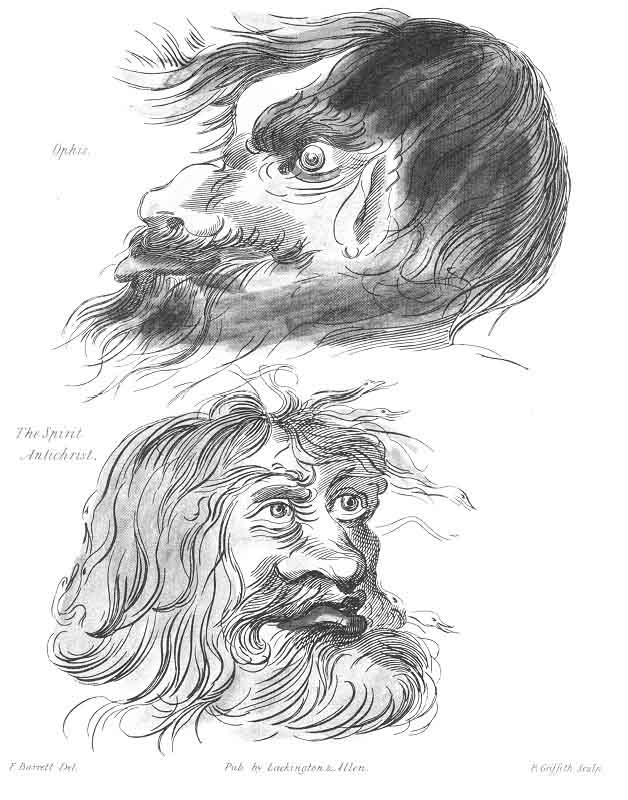 Ophis.
The Spirit
Antichrist.
F. Barrett Del.
Pub. by Lackington & Allen.
R. Griffith Sculp.